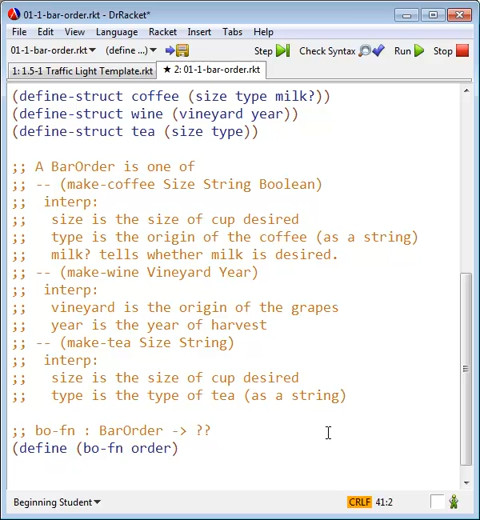 01-1-bar-order.rkt - DrRacket*
File Edit View Language Racket Insert Tabs Help
01-1-bar-order.rkt▼ (define ...)▼ Step Check Syntax Run Stop
1: 1.5-1 Traffic Light Template.rkt ★ 2: 01-1-bar-order.rkt
(define-struct coffee (size type milk?))
(define-struct wine (vineyard year))
(define-struct tea (size type))
;; A BarOrder is one of
;; -- (make-coffee Size String Boolean)
;;  interp:
;;   size is the size of cup desired
;;   type is the origin of the coffee (as a string)
;;   milk? tells whether milk is desired.
;; -- (make-wine Vineyard Year)
;;  interp:
;;   vineyard is the origin of the grapes
;;   year is the year of harvest
;; -- (make-tea Size String)
;;  interp:
;;   size is the size of cup desired
;;   type is the type of tea (as a string)
;; bo-fn : BarOrder -> ??
(define (bo-fn order)
Beginning Student▼ CRLF 41:2